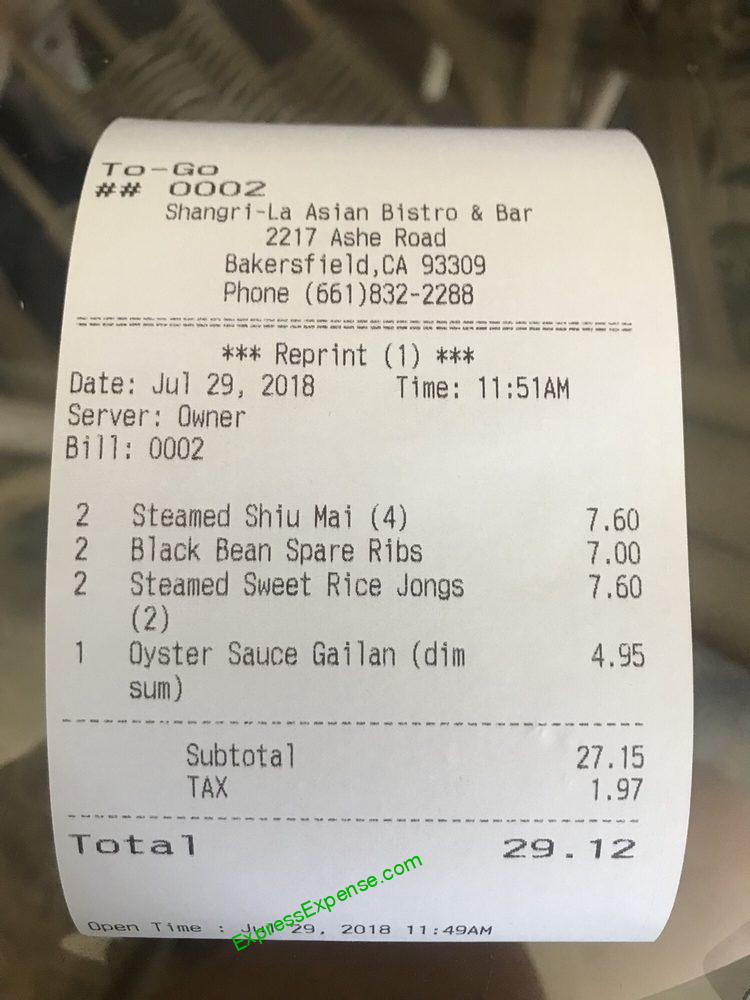 To-Go
## 0002
Shangri-La Asian Bistro & Bar
2217 Ashe Road
Bakersfield,CA 93309
Phone (661)832-2288
*** Reprint (1) ***
Date: Jul 29, 2018 Time: 11:51AM
Server: Owner
Bill: 0002
2 Steamed Shiu Mai (4) 7.60
2 Black Bean Spare Ribs 7.00
2 Steamed Sweet Rice Jongs 7.60
(2)
1 Oyster Sauce Gailan (dim 4.95
sum)
Subtotal 27.15
TAX 1.97
Total 29.12
Open Time : Jul 29, 2018 11:49AM
ExpressExpense.com